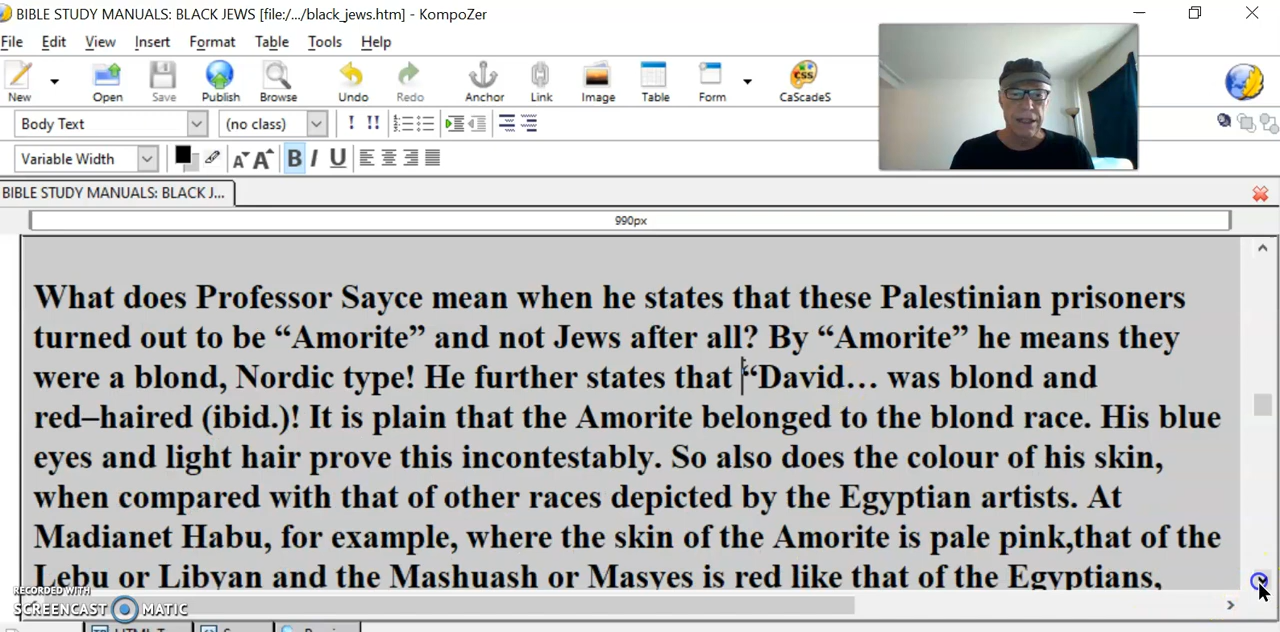 BIBLE STUDY MANUALS: BLACK JEWS [file:/.../black_jews.htm] - KompoZer
File Edit View Insert Format Table Tools Help
New Open Save Publish Browse Undo Redo Anchor Link Image Table Form CaScadeS
Body Text (no class) ! !!
Variable Width A A B I U
BIBLE STUDY MANUALS: BLACK J...
990px
What does Professor Sayce mean when he states that these Palestinian prisoners
turned out to be “Amorite” and not Jews after all? By “Amorite” he means they
were a blond, Nordic type! He further states that “David… was blond and
red–haired (ibid.)! It is plain that the Amorite belonged to the blond race. His blue
eyes and light hair prove this incontestably. So also does the colour of his skin,
when compared with that of other races depicted by the Egyptian artists. At
Madianet Habu, for example, where the skin of the Amorite is pale pink,that of the
Lebu or Libyan and the Mashuash or Masyes is red like that of the Egyptians,
RECORDED WITH
SCREENCAST MATIC